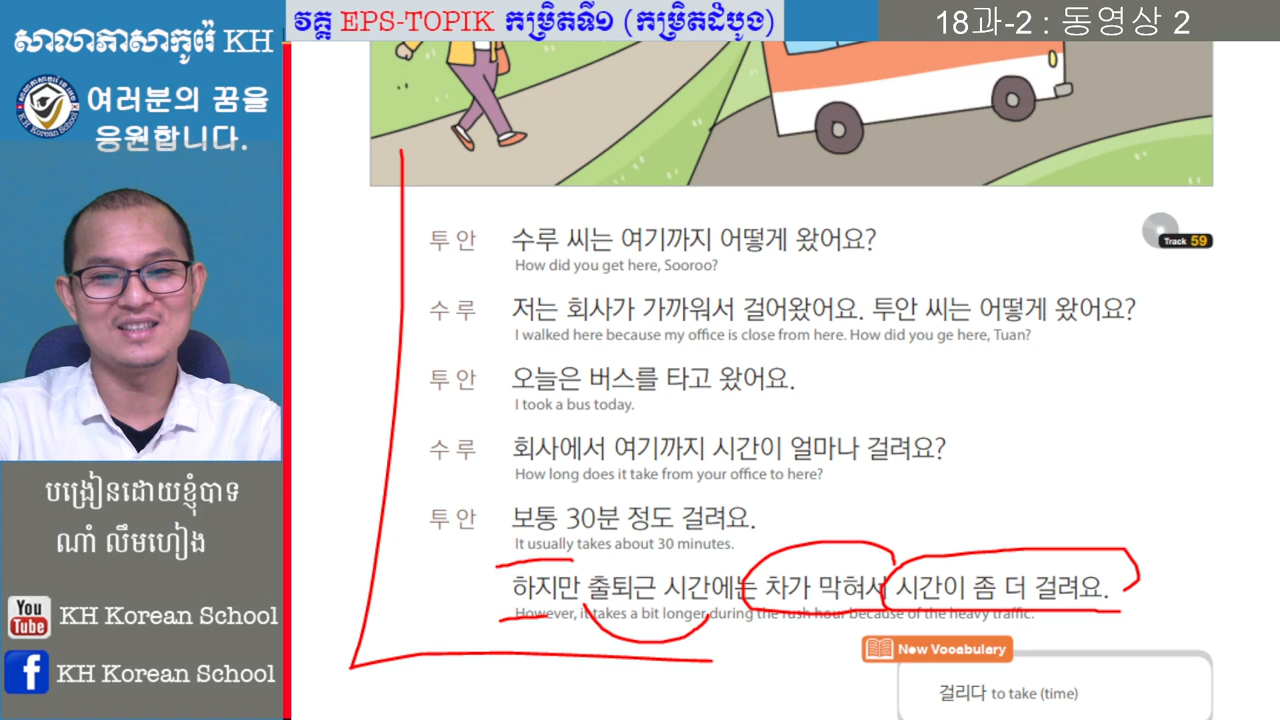 សាលាភាសាកូរ៉េ KH
여러분의 꿈을
응원합니다.
វគ្គ EPS-TOPIK កម្រិតទី១ (កម្រិតដំបូង)
18과-2 : 동영상 2
투안 수루 씨는 여기까지 어떻게 왔어요?
How did you get here, Sooroo?
Track 59
수루 저는 회사가 가까워서 걸어왔어요. 투안 씨는 어떻게 왔어요?
I walked here because my office is close from here. How did you ge here, Tuan?
투안 오늘은 버스를 타고 왔어요.
I took a bus today.
수루 회사에서 여기까지 시간이 얼마나 걸려요?
How long does it take from your office to here?
투안 보통 30분 정도 걸려요.
It usually takes about 30 minutes.
하지만 출퇴근 시간에는 차가 막혀서 시간이 좀 더 걸려요.
However, it takes a bit longer during the rush hour because of the heavy traffic.
New Vocabulary
걸리다 to take (time)
បង្រៀនដោយខ្ញុំបាទ
ណាំ លឹមហៀង
You Tube KH Korean School
f KH Korean School